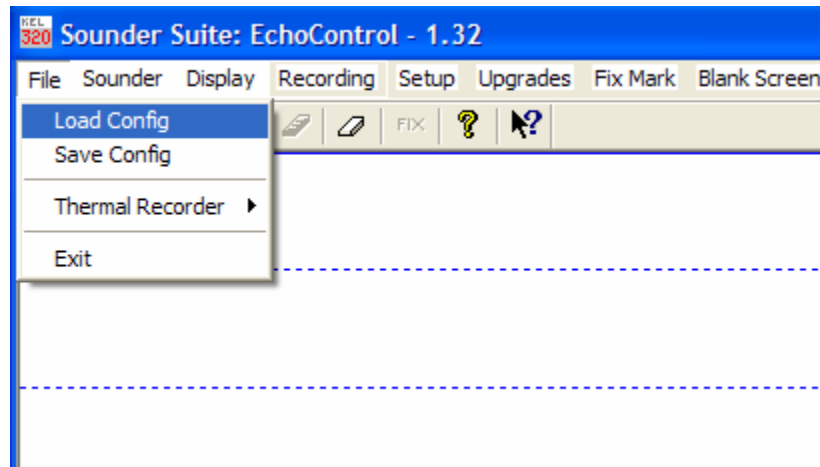 KEL
320 Sounder Suite: EchoControl - 1.32
File Sounder Display Recording Setup Upgrades Fix Mark Blank Screen
Load Config
FIX ? ?
Save Config
Thermal Recorder
Exit